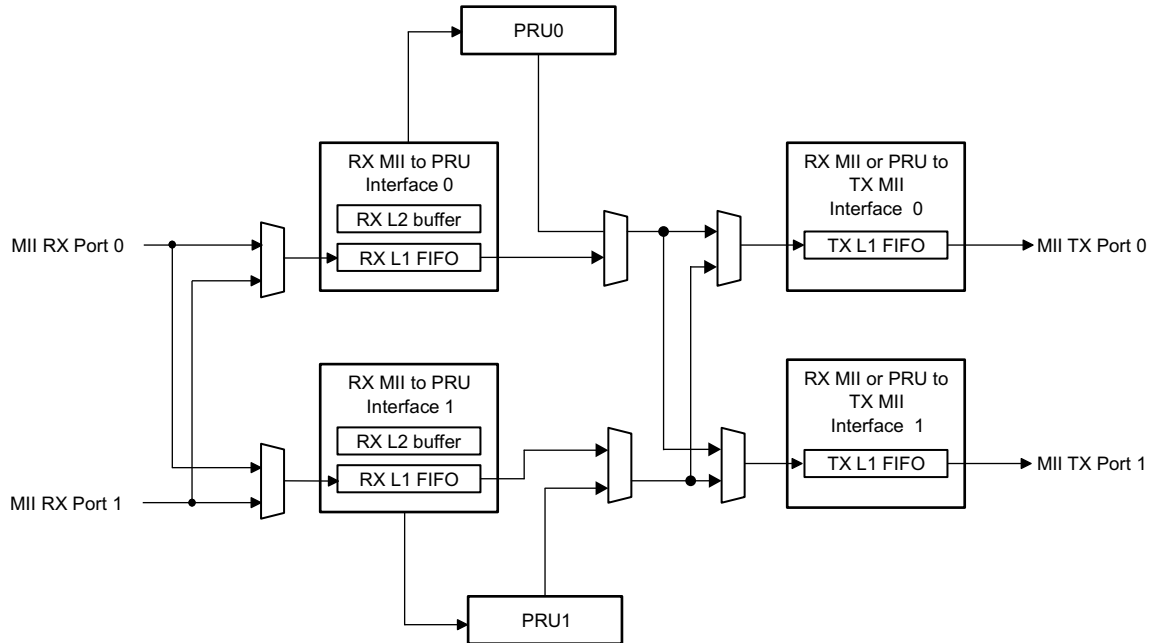 PRU0
RX MII to PRU
Interface 0
RX L2 buffer
RX L1 FIFO
MII RX Port 0
RX MII or PRU to
TX MII
Interface 0
TX L1 FIFO
MII TX Port 0
RX MII to PRU
Interface 1
RX L2 buffer
RX L1 FIFO
MII RX Port 1
RX MII or PRU to
TX MII
Interface 1
TX L1 FIFO
MII TX Port 1
PRU1